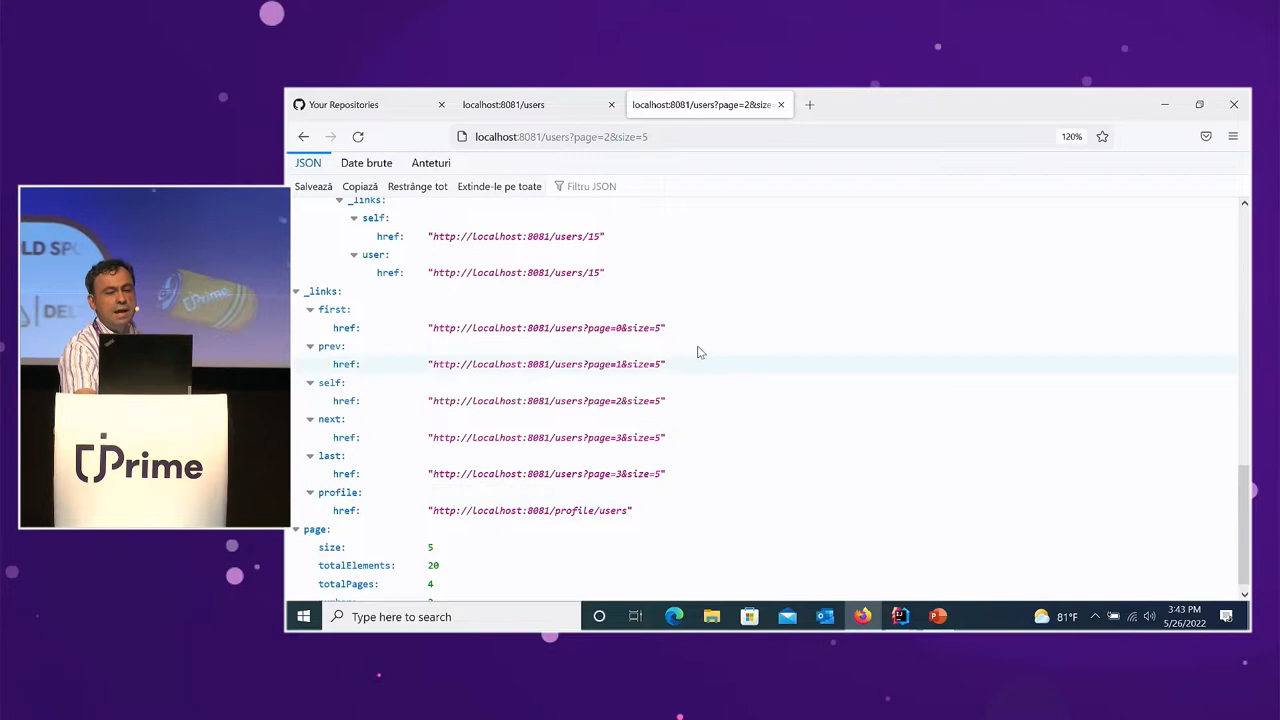 Your Repositories
localhost:8081/users
localhost:8081/users?page=2&size=
localhost:8081/users?page=2&size=5
120%
JSON
Date brute
Anteturi
Salvează
Copiază
Restrânge tot
Extinde-le pe toate
Filtru JSON
_links:
self:
href: "http://localhost:8081/users/15"
user:
href: "http://localhost:8081/users/15"
_links:
first:
href: "http://localhost:8081/users?page=0&size=5"
prev:
href: "http://localhost:8081/users?page=1&size=5"
self:
href: "http://localhost:8081/users?page=2&size=5"
next:
href: "http://localhost:8081/users?page=3&size=5"
last:
href: "http://localhost:8081/users?page=3&size=5"
profile:
href: "http://localhost:8081/profile/users"
page:
size: 5
totalElements: 20
totalPages: 4
Type here to search
81°F
3:43 PM
5/26/2022
LD SPO
DEL
jPrime
jPrime